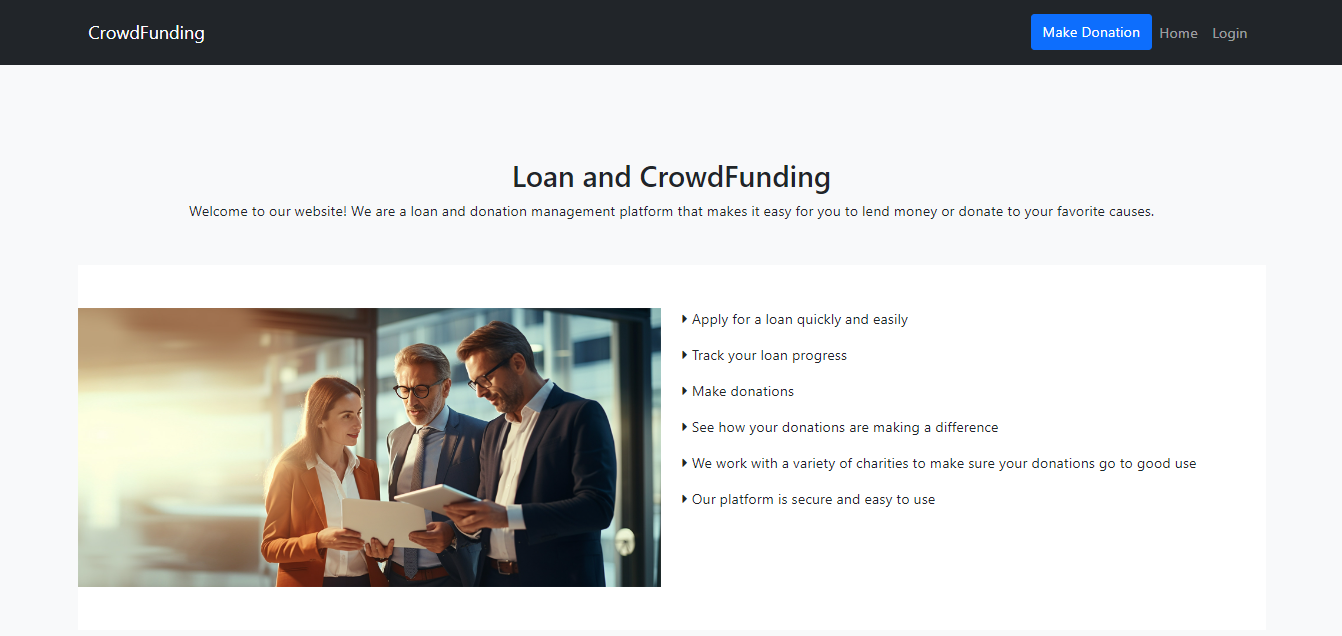 CrowdFunding
Make Donation
Home
Login
Loan and CrowdFunding
Welcome to our website! We are a loan and donation management platform that makes it easy for you to lend money or donate to your favorite causes.
Apply for a loan quickly and easily
Track your loan progress
Make donations
See how your donations are making a difference
We work with a variety of charities to make sure your donations go to good use
Our platform is secure and easy to use